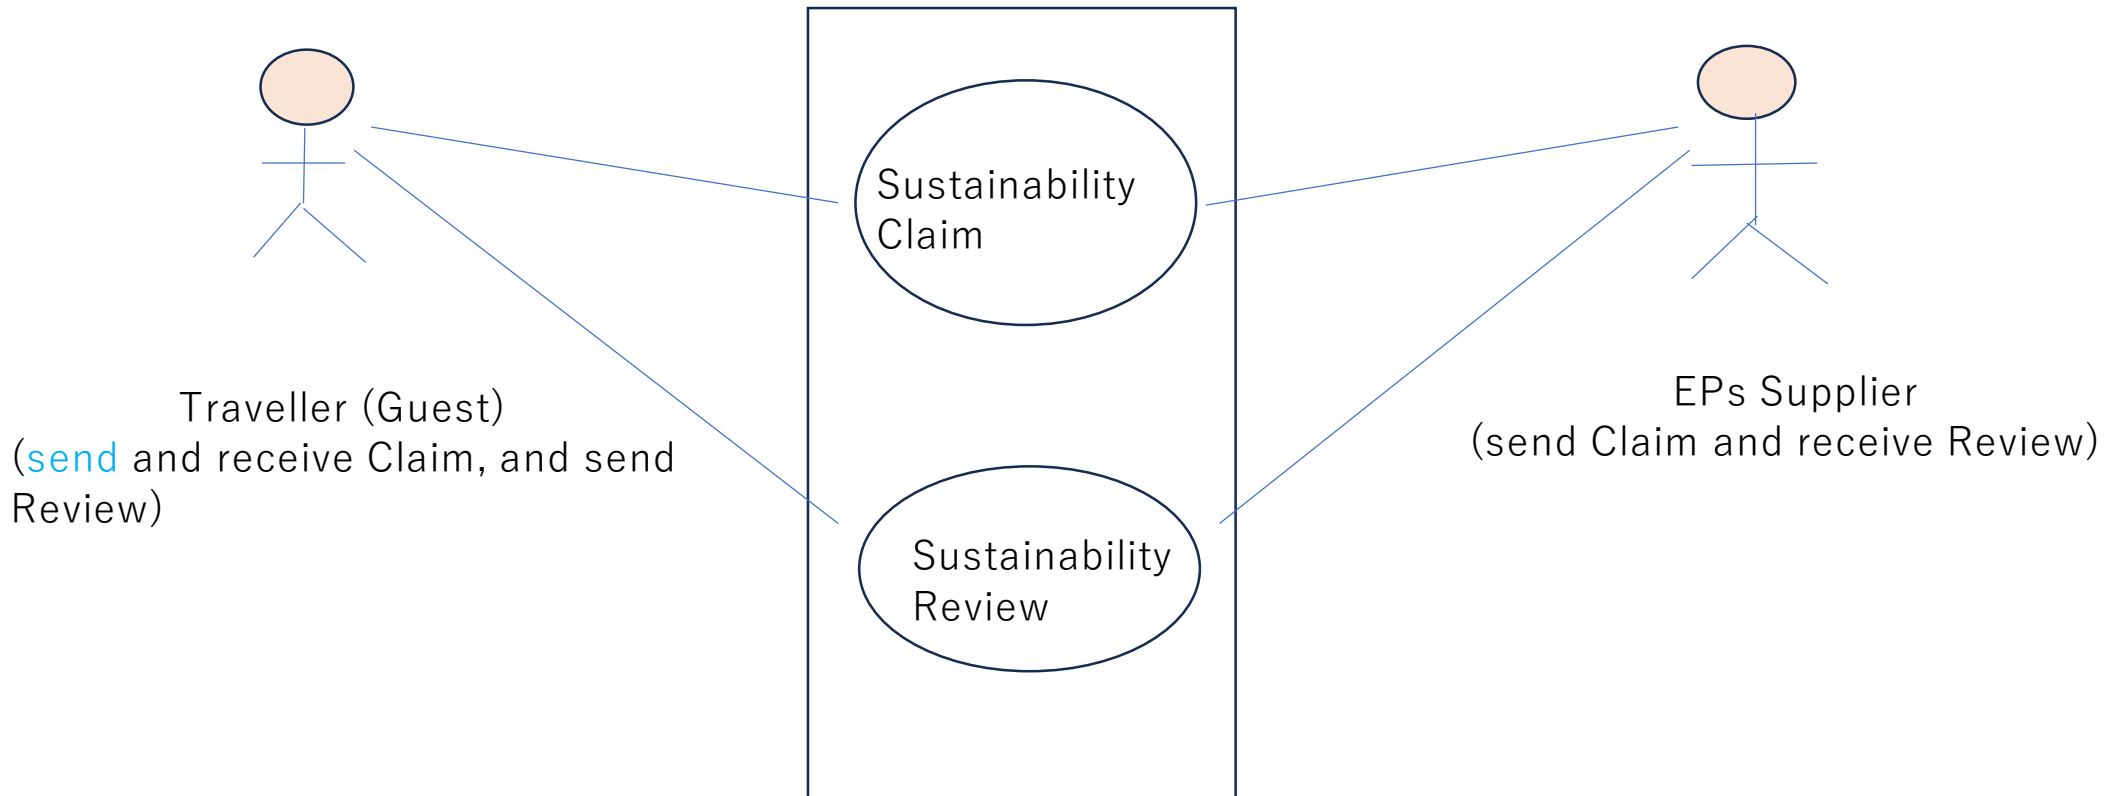 Sustainability
Claim
Traveller (Guest)
(send and receive Claim, and send
Review)
EPs Supplier
(send Claim and receive Review)
Sustainability
Review